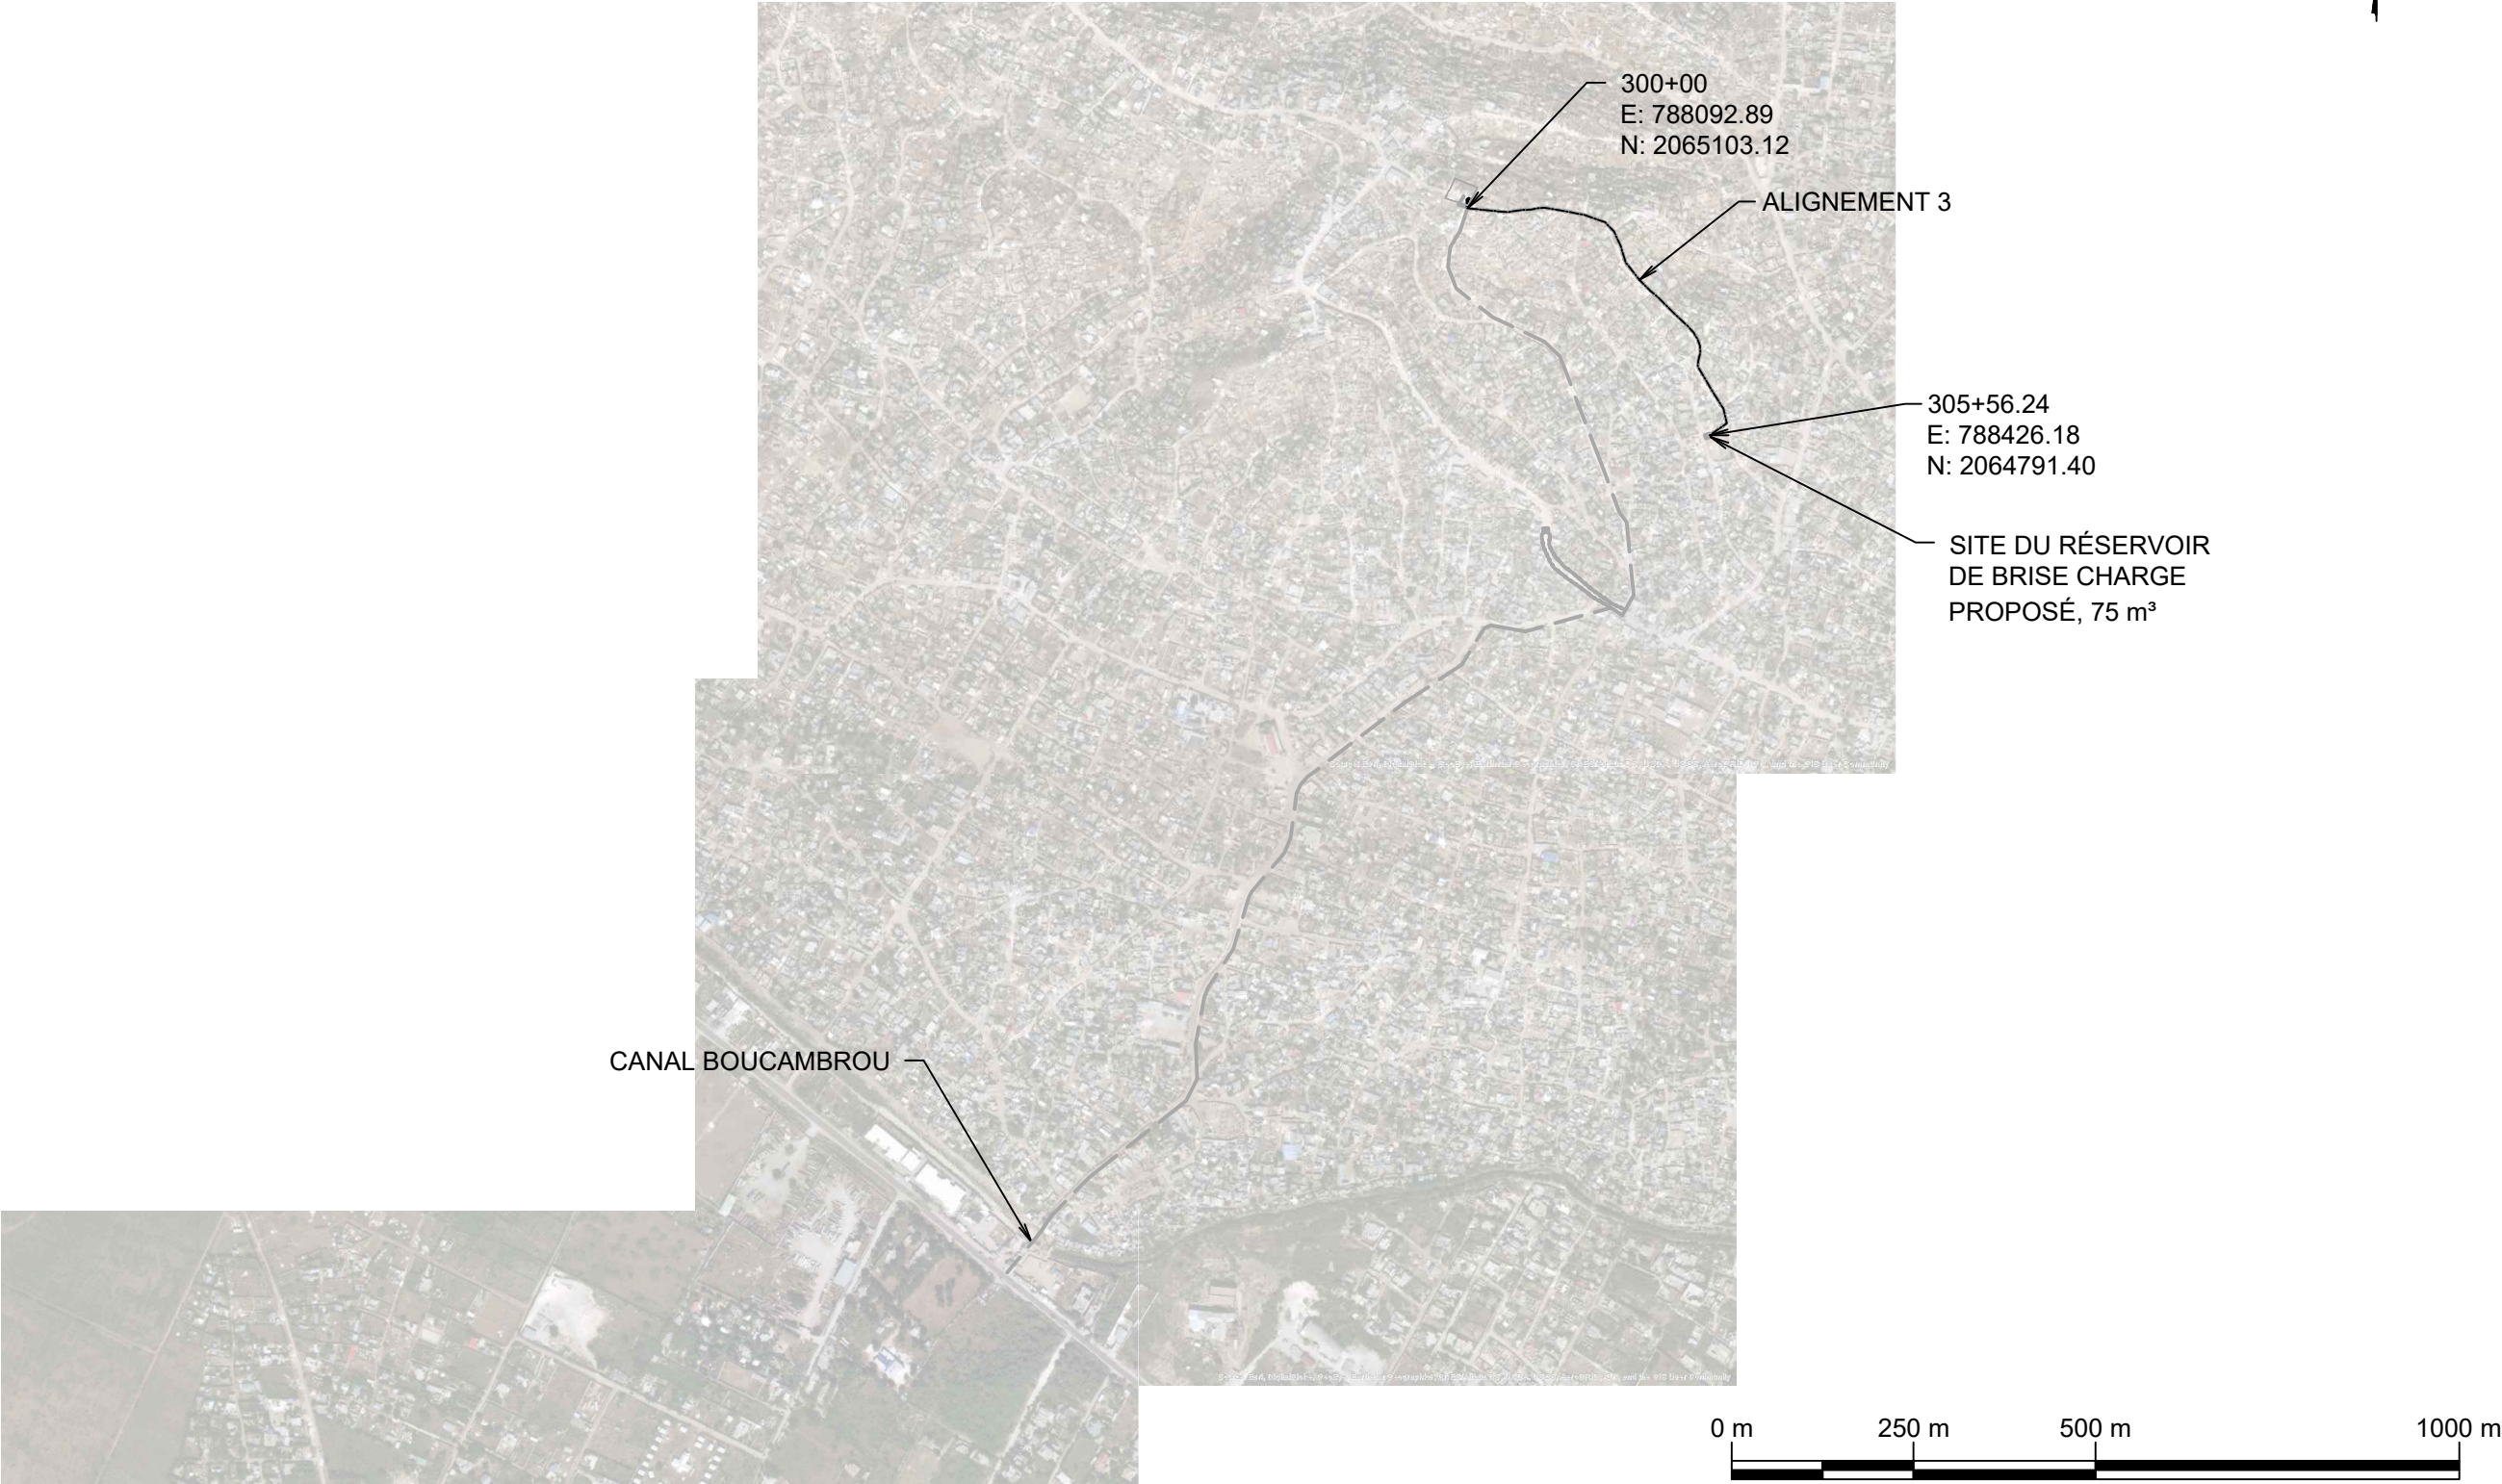 300+00
E: 788092.89
N: 2065103.12
ALIGNEMENT 3
305+56.24
E: 788426.18
N: 2064791.40
SITE DU RÉSERVOIR
DE BRISE CHARGE
PROPOSÉ, 75 m³
CANAL BOUCAMBROU
0 m 250 m 500 m 1000 m